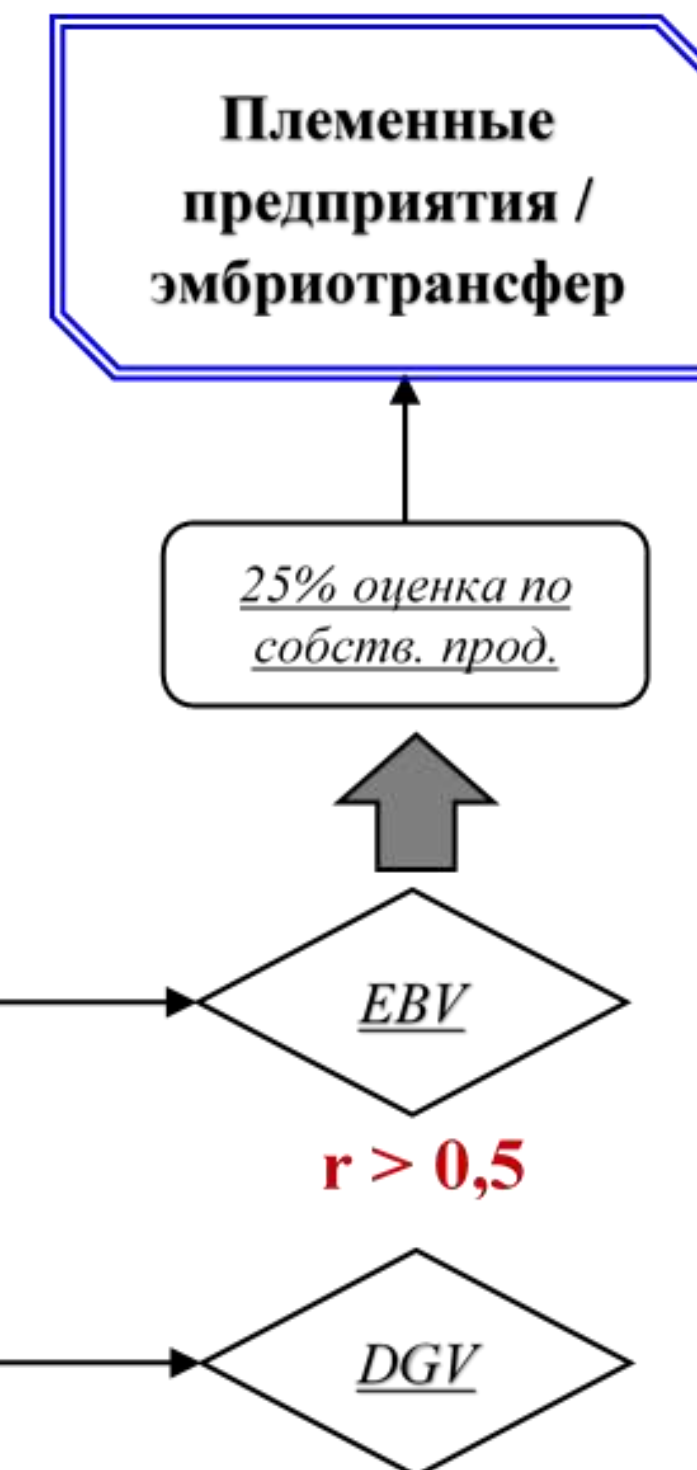 Племенные
предприятия /
эмбриотрансфер
25% оценка по
собств. прод.
EBV
r > 0,5
DGV